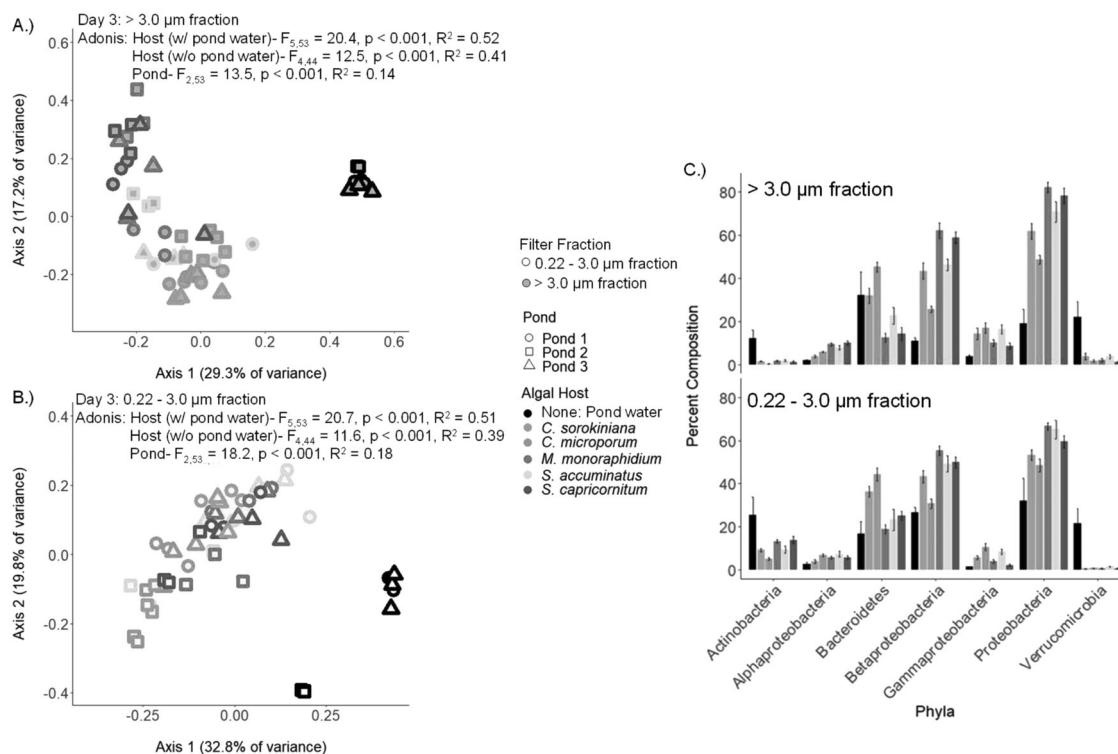 A.)
Day 3: > 3.0 µm fraction
Adonis: Host (w/ pond water)- F5,53 = 20.4, p < 0.001, R2 = 0.52
Host (w/o pond water)- F4,44 = 12.5, p < 0.001, R2 = 0.41
Pond- F2,53 = 13.5, p < 0.001, R2 = 0.14
0.6
0.4
0.2
0.0
-0.2
Axis 2 (17.2% of variance)
-0.4 -0.2 0.0 0.2 0.4 0.6
Axis 1 (29.3% of variance)
B.)
Day 3: 0.22 - 3.0 µm fraction
Adonis: Host (w/ pond water)- F5,53 = 20.7, p < 0.001, R2 = 0.51
Host (w/o pond water)- F4,44 = 11.6, p < 0.001, R2 = 0.39
Pond- F2,53 = 18.2, p < 0.001, R2 = 0.18
0.4
0.2
0.0
-0.2
-0.4
Axis 2 (19.8% of variance)
-0.25 0.00 0.25
Axis 1 (32.8% of variance)
Filter Fraction
0.22 - 3.0 µm fraction
> 3.0 µm fraction
Pond
Pond 1
Pond 2
Pond 3
Algal Host
None: Pond water
C. sorokiniana
C. microporum
M. monoraphidium
S. accuminatus
S. capricornitum
C.)
> 3.0 µm fraction
80
60
40
20
0
Percent Composition
0.22 - 3.0 µm fraction
80
60
40
20
0
Actinobacteria
Alphaproteobacteria
Bacteroidetes
Betaproteobacteria
Gammaproteobacteria
Proteobacteria
Verrucomicrobia
Phyla